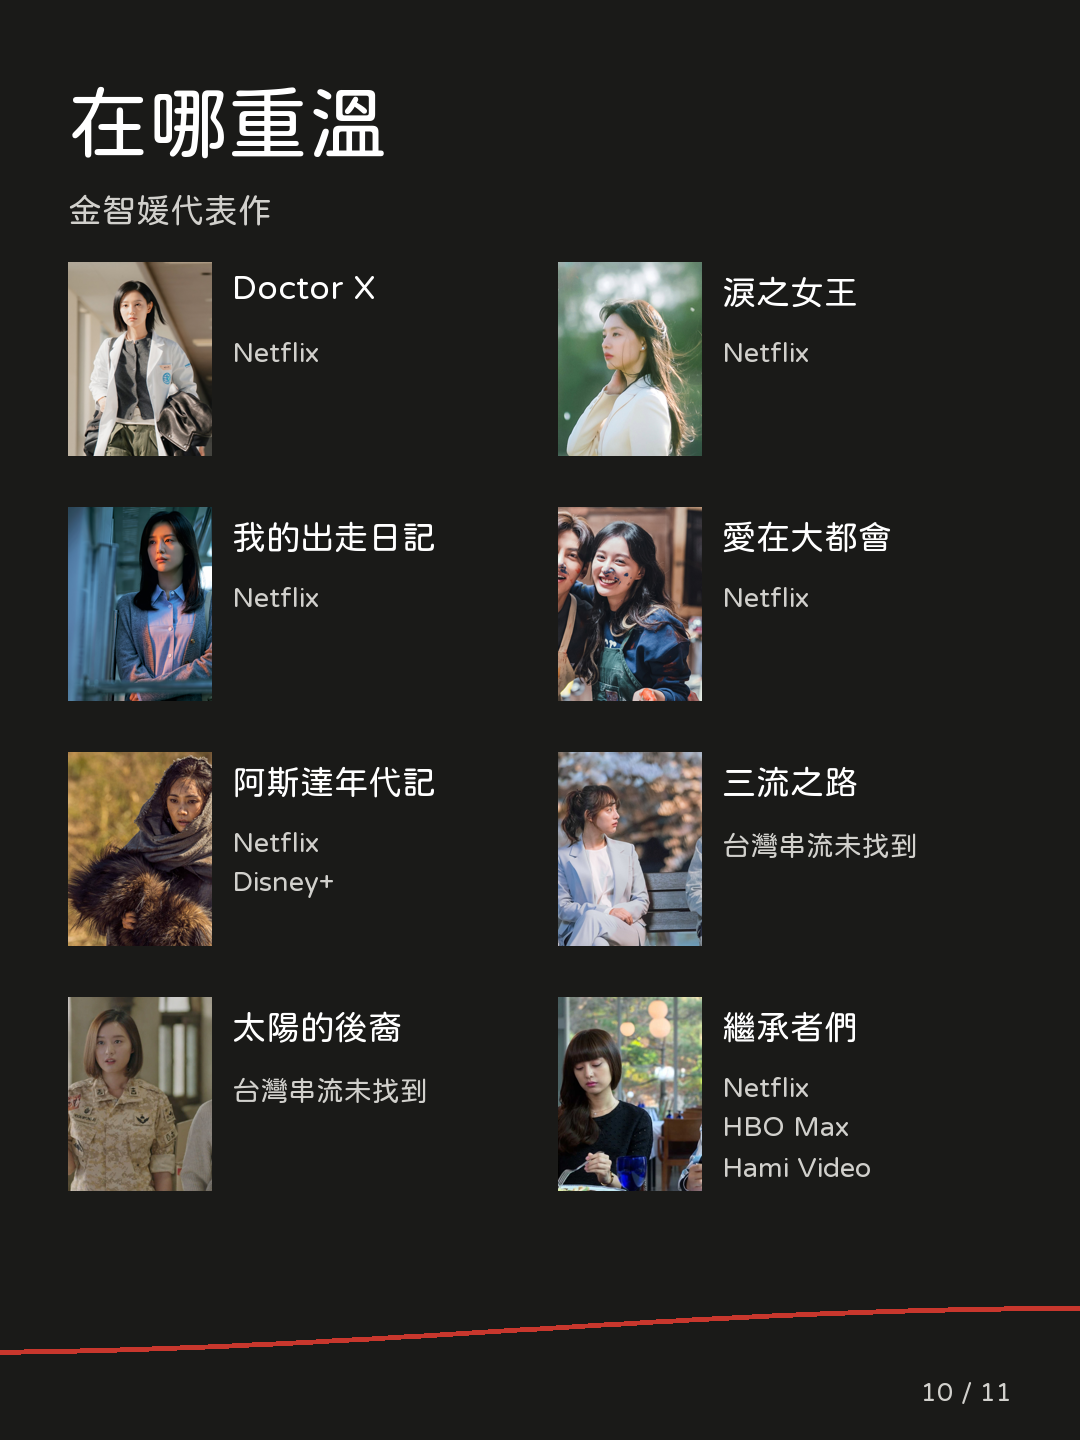 在哪重溫
金智媛代表作
Doctor X
Netflix
淚之女王
Netflix
我的出走日記
Netflix
愛在大都會
Netflix
阿斯達年代記
Netflix
Disney+
三流之路
台灣串流未找到
太陽的後裔
台灣串流未找到
繼承者們
Netflix
HBO Max
Hami Video
10 / 11